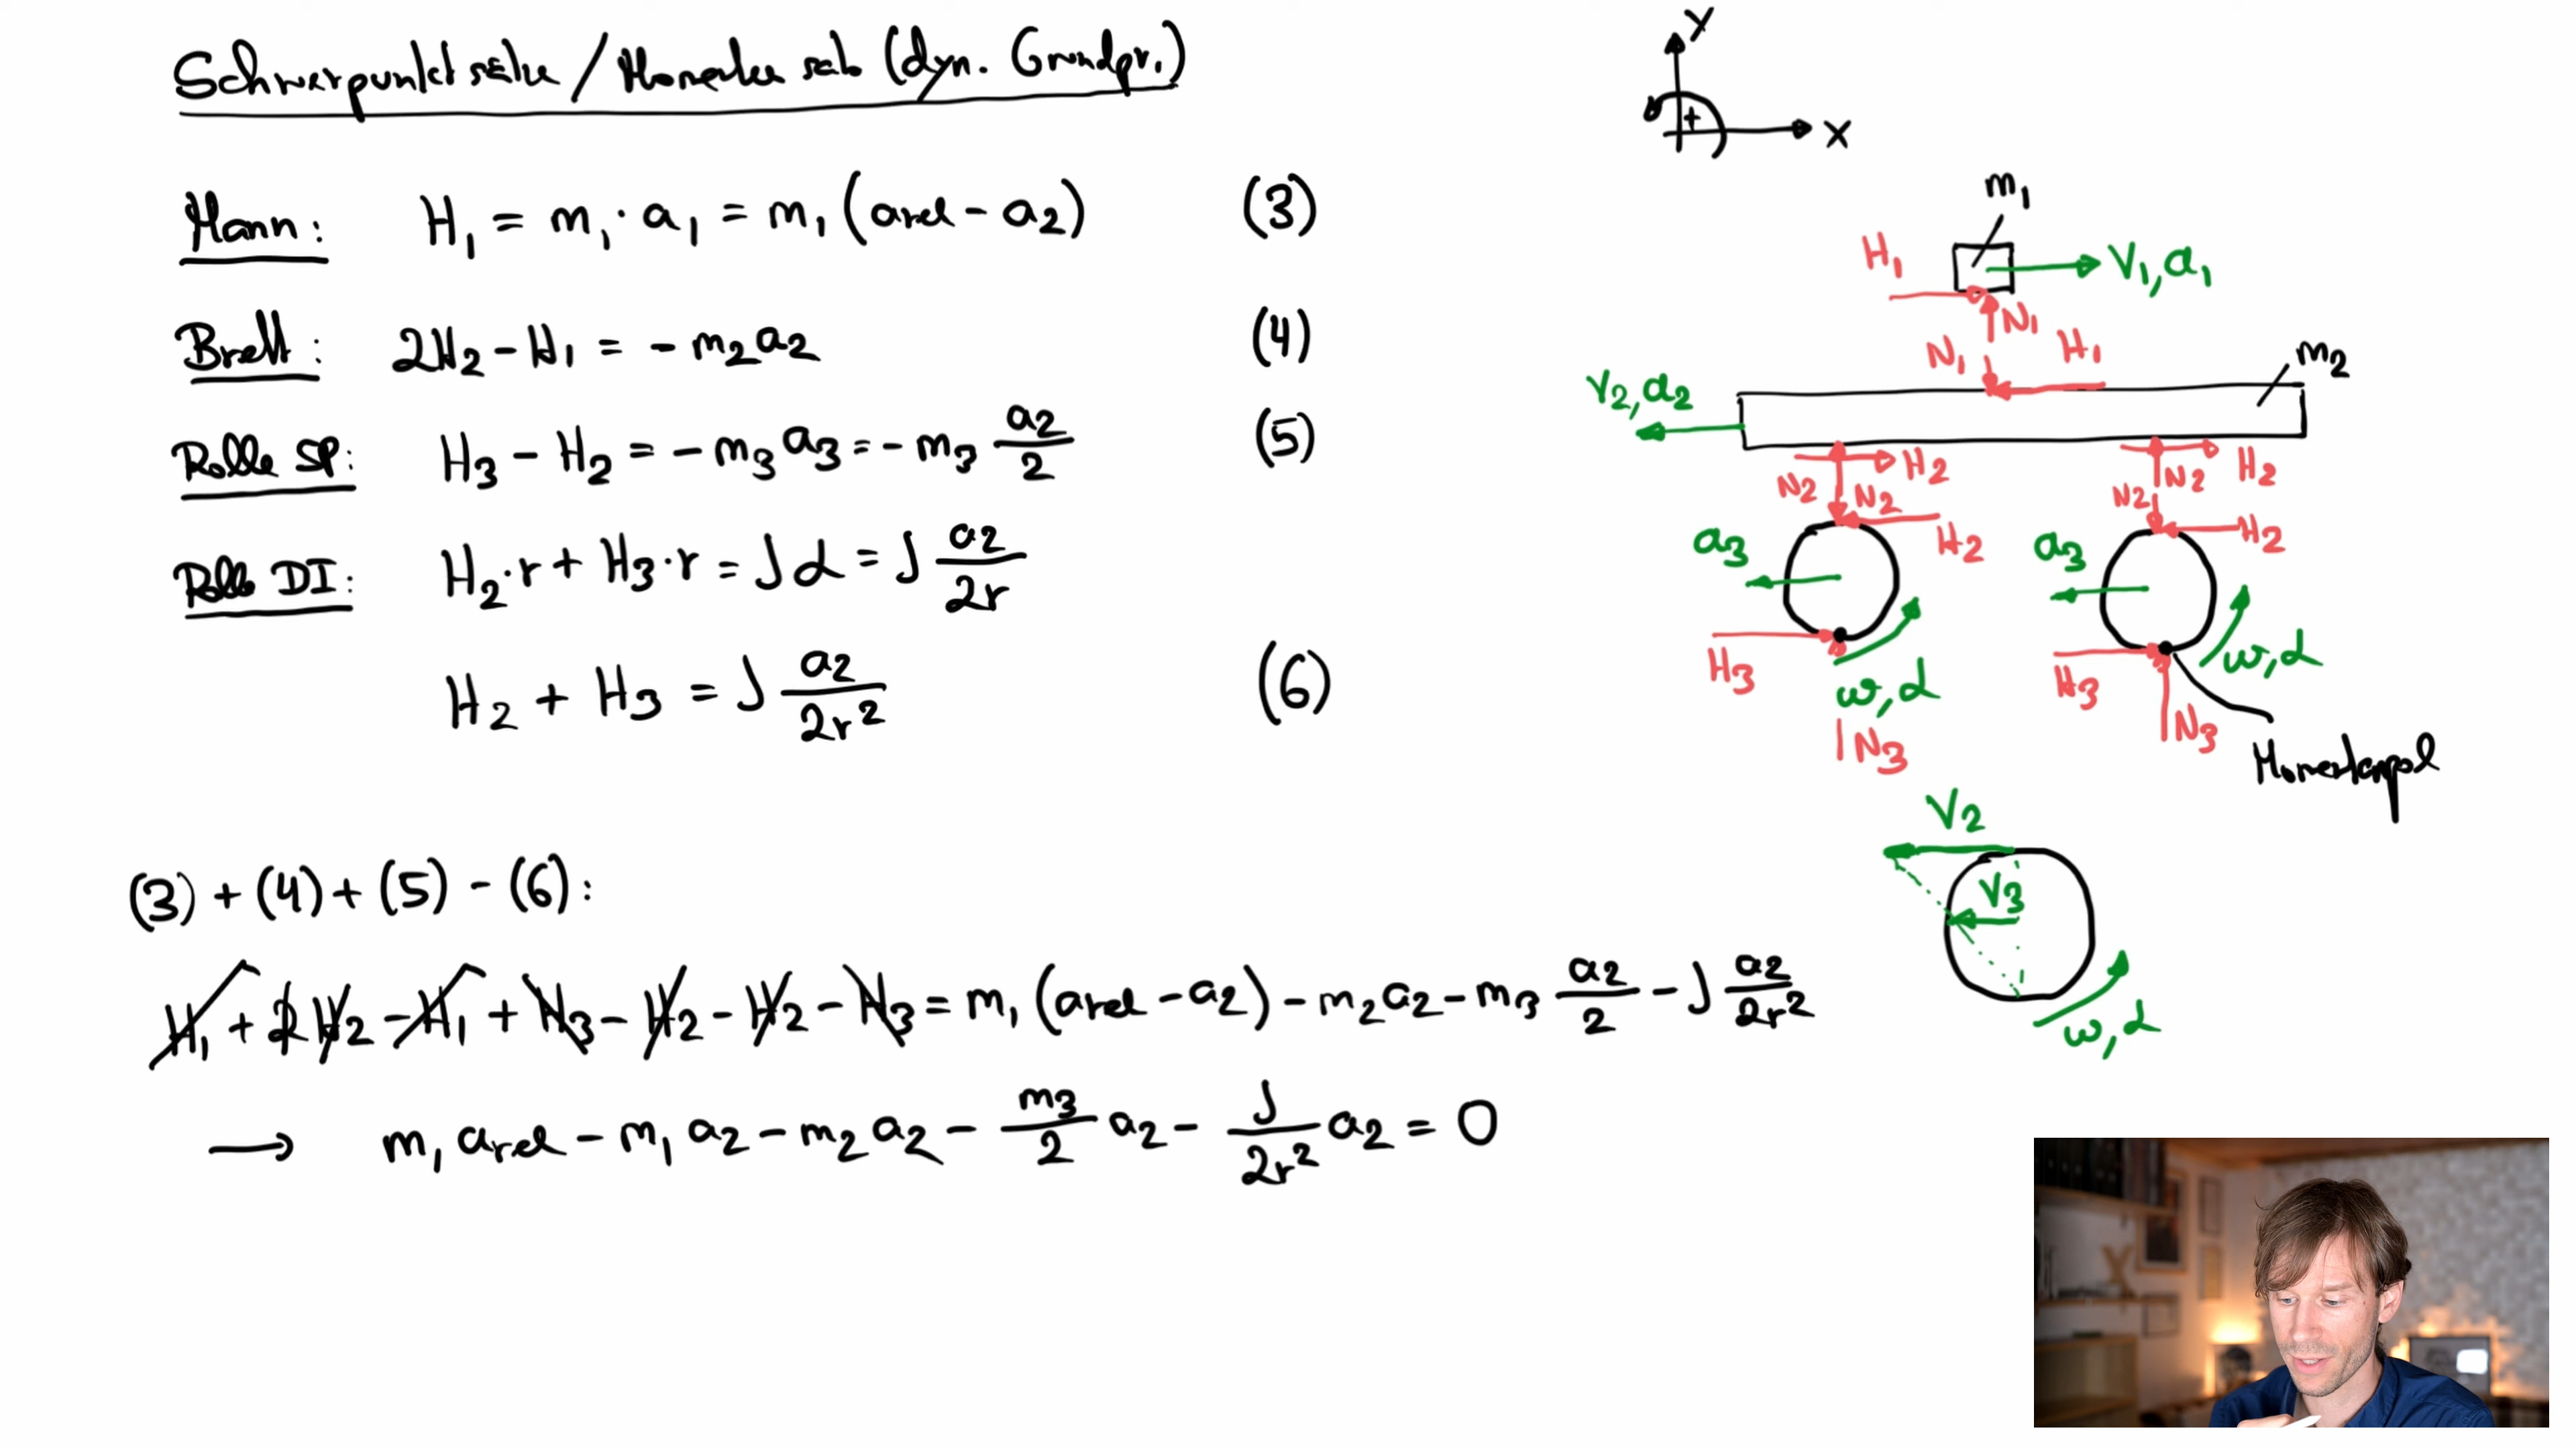 Schwerpunktsätze / Momentensatz (dyn. Grundgr.)
Mann: H₁ = m₁ · a₁ = m₁ (arel - a₂) (3)
Brett: 2H₂ - H₁ = - m₂a₂ (4)
Rolle SP: H₃ - H₂ = - m₃a₃ = - m₃ a₂/2 (5)
Rolle DI: H₂·r + H₃·r = J α = J a₂/2r
H₂ + H₃ = J a₂/2r² (6)
(3) + (4) + (5) - (6):
H₁ + 2H₂ - H₁ + H₃ - H₂ - H₂ - H₃ = m₁ (arel - a₂) - m₂a₂ - m₃ a₂/2 - J a₂/2r²
→ m₁ arel - m₁ a₂ - m₂ a₂ - m₃/2 a₂ - J/2r² a₂ = 0
y
+
x
m₁
H₁
v₁, a₁
N₁
N₁ H₁
m₂
v₂, a₂
H₂ H₂
N₂ N₂ N₂ N₂
a₃ H₂ a₃ H₂
H₃ ω, α H₃ ω, α
N₃ N₃
Momentanpol
v₂
v₃
ω, α